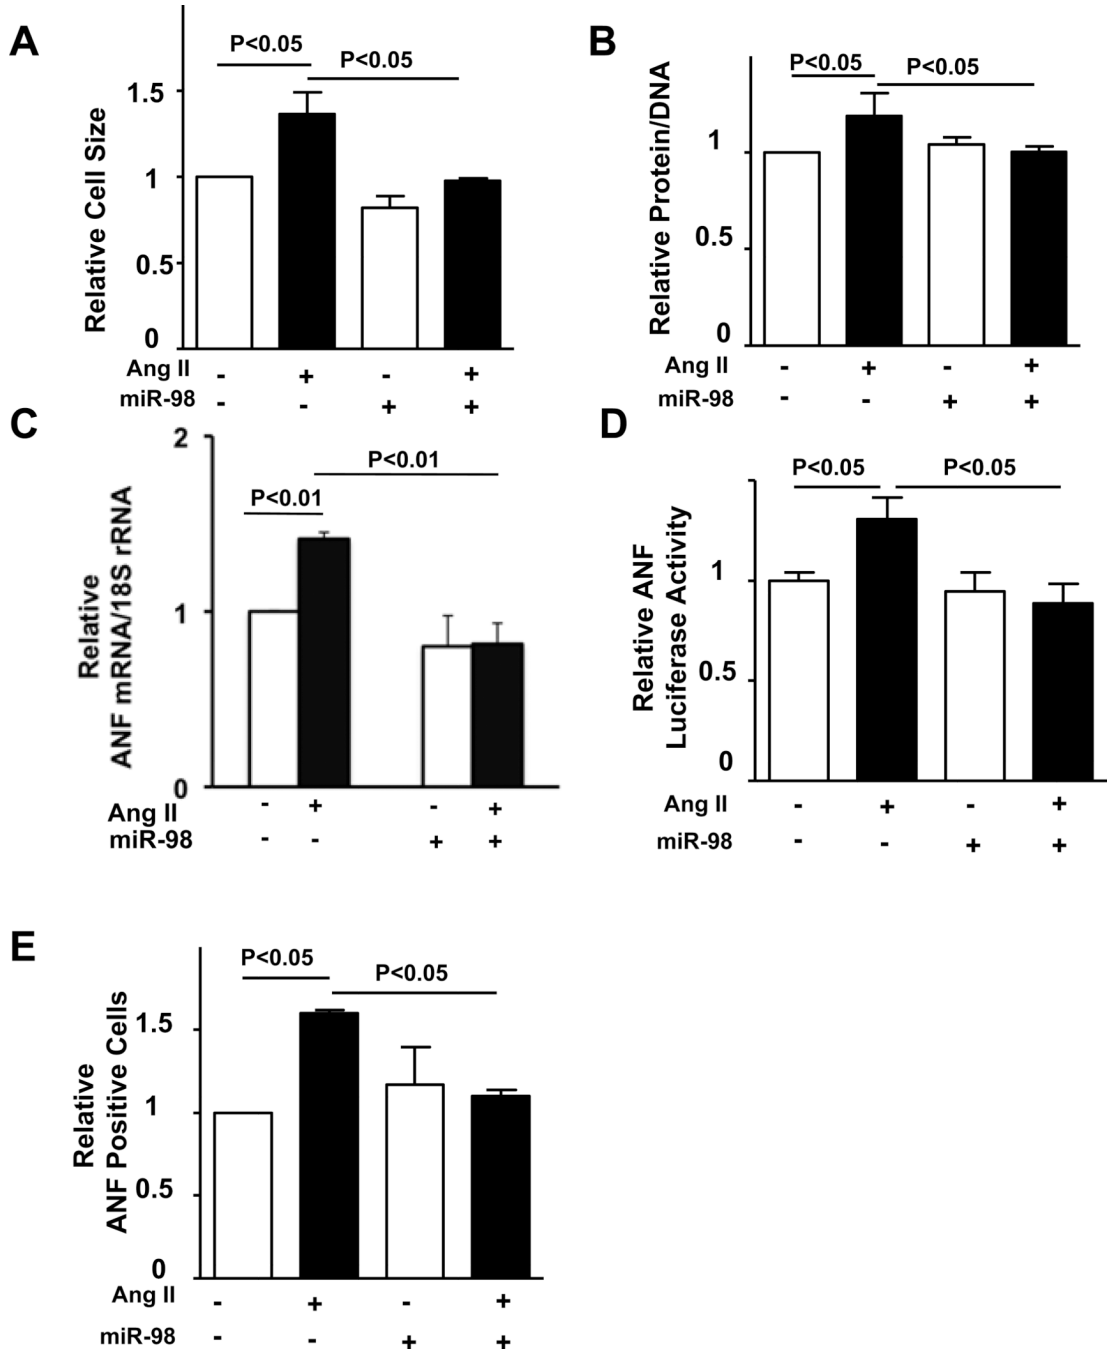 A
P<0.05
P<0.05
1.5
1
0.5
0
Relative Cell Size
Ang II - + - +
miR-98 - - + +
B
P<0.05
P<0.05
1
0.5
0
Relative Protein/DNA
Ang II - + - +
miR-98 - - + +
C
2
P<0.01
P<0.01
1
0
Relative
ANF mRNA/18S rRNA
Ang II - + - +
miR-98 - - + +
D
P<0.05
P<0.05
1
0.5
0
Relative ANF
Luciferase Activity
Ang II - + - +
miR-98 - - + +
E
P<0.05
P<0.05
1.5
1
0.5
0
Relative
ANF Positive Cells
Ang II - + - +
miR-98 - - + +